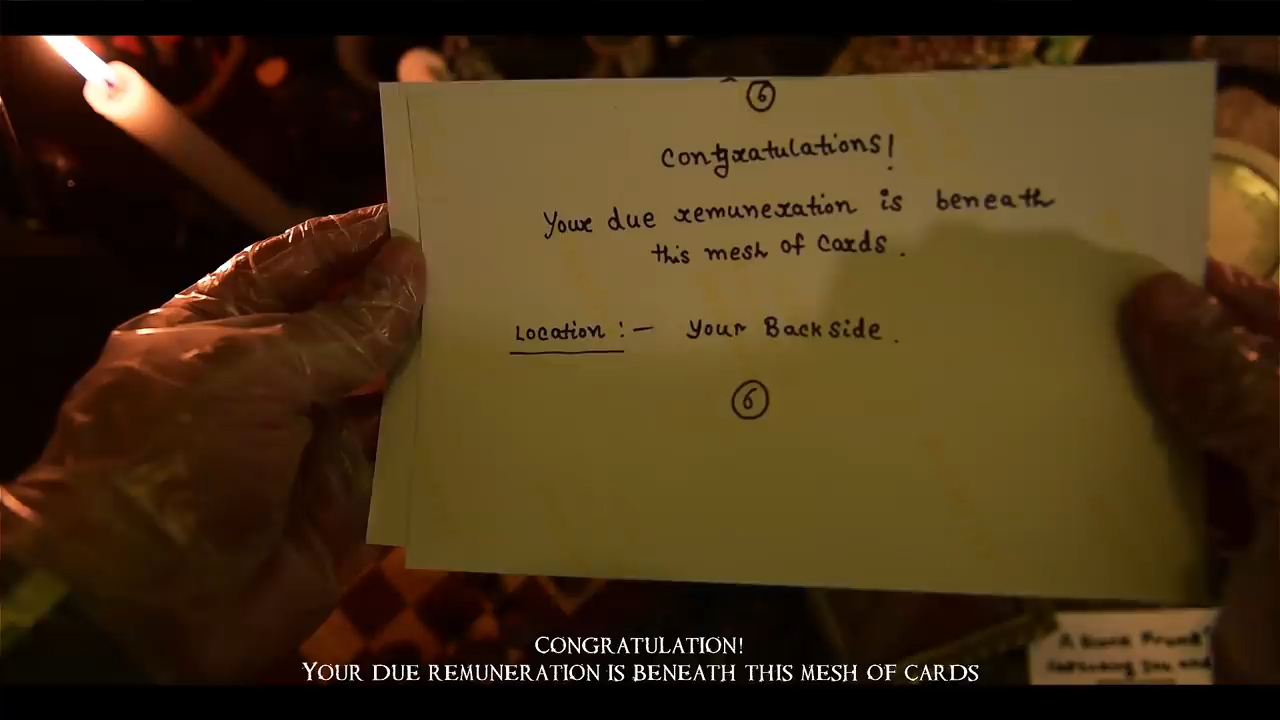 6
Congratulations!
Your due remuneration is beneath
this mesh of cards.
Location :- Your Backside.
6
CONGRATULATION!
YOUR DUE REMUNERATION IS BENEATH THIS MESH OF CARDS